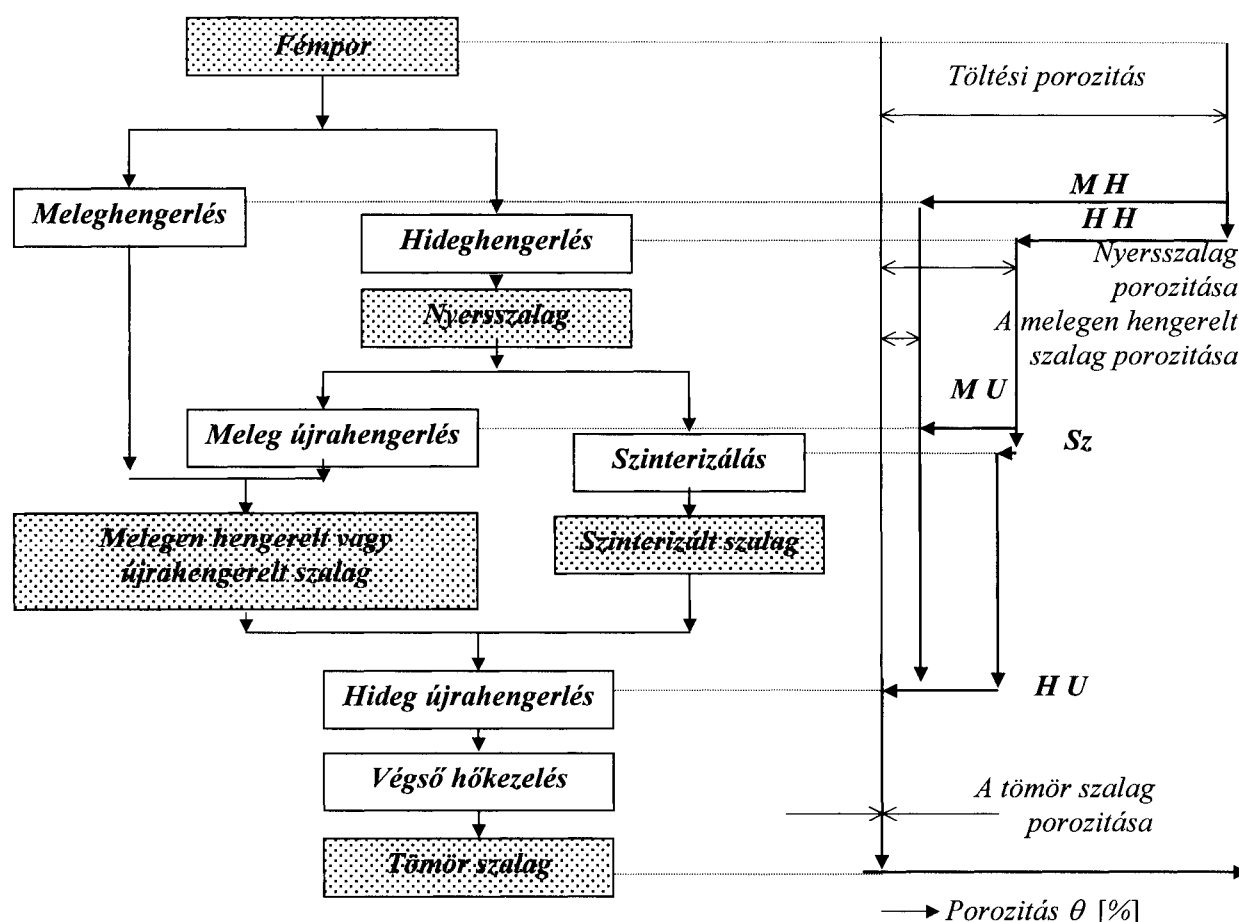 Fémpor
Töltési porozitás
M H
Meleghengerlés
Hideghengerlés
H H
Nyersszalag
porozitása
Nyersszalag
A melegen hengerelt
szalag porozitása
M U
Meleg újrahengerlés
Szinterizálás
Sz
Melegen hengerelt vagy
újrahengerelt szalag
Szinterizált szalag
Hideg újrahengerlés
H U
Végső hőkezelés
A tömör szalag
porozitása
Tömör szalag
Porozitás θ [%]